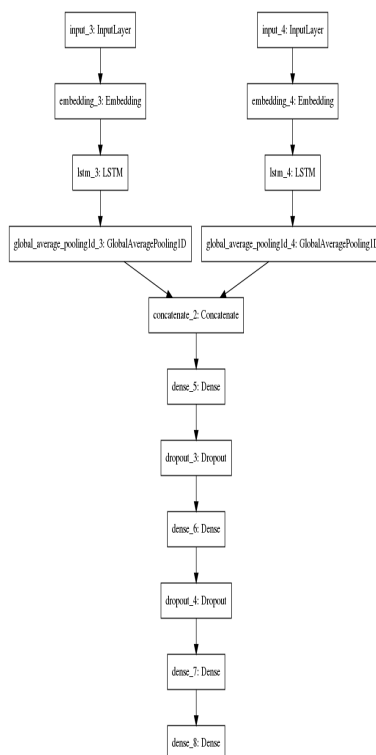 input_3: InputLayer
input_4: InputLayer
embedding_3: Embedding
embedding_4: Embedding
lstm_3: LSTM
lstm_4: LSTM
global_average_pooling1d_3: GlobalAveragePooling1D
global_average_pooling1d_4: GlobalAveragePooling1D
concatenate_2: Concatenate
dense_5: Dense
dropout_3: Dropout
dense_6: Dense
dropout_4: Dropout
dense_7: Dense
dense_8: Dense